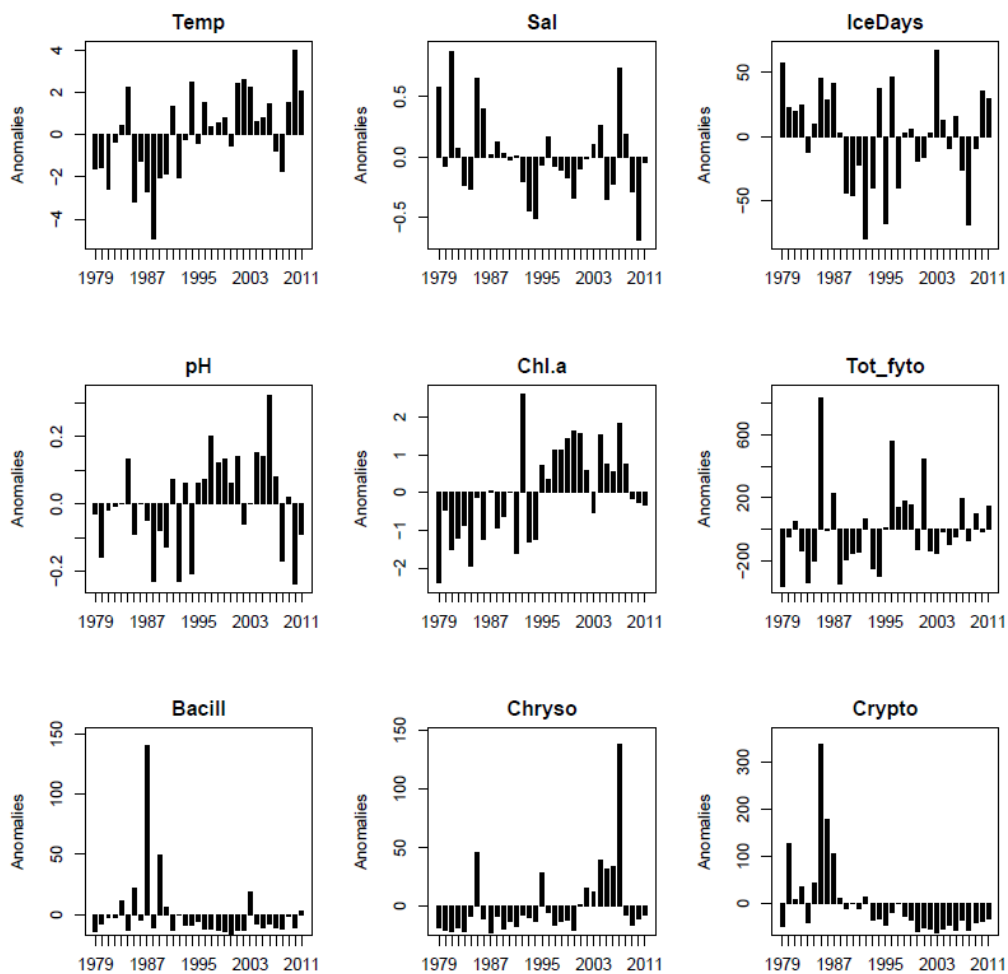 Temp
Anomalies
4
2
0
−2
−4
1979 1987 1995 2003 2011
Sal
Anomalies
0.5
0.0
−0.5
1979 1987 1995 2003 2011
IceDays
Anomalies
50
0
−50
1979 1987 1995 2003 2011
pH
Anomalies
0.2
0.0
−0.2
1979 1987 1995 2003 2011
Chl.a
Anomalies
2
1
0
−1
−2
1979 1987 1995 2003 2011
Tot_fyto
Anomalies
600
200
−200
1979 1987 1995 2003 2011
Bacill
Anomalies
150
100
50
0
1979 1987 1995 2003 2011
Chryso
Anomalies
150
100
50
0
1979 1987 1995 2003 2011
Crypto
Anomalies
300
200
100
0
1979 1987 1995 2003 2011